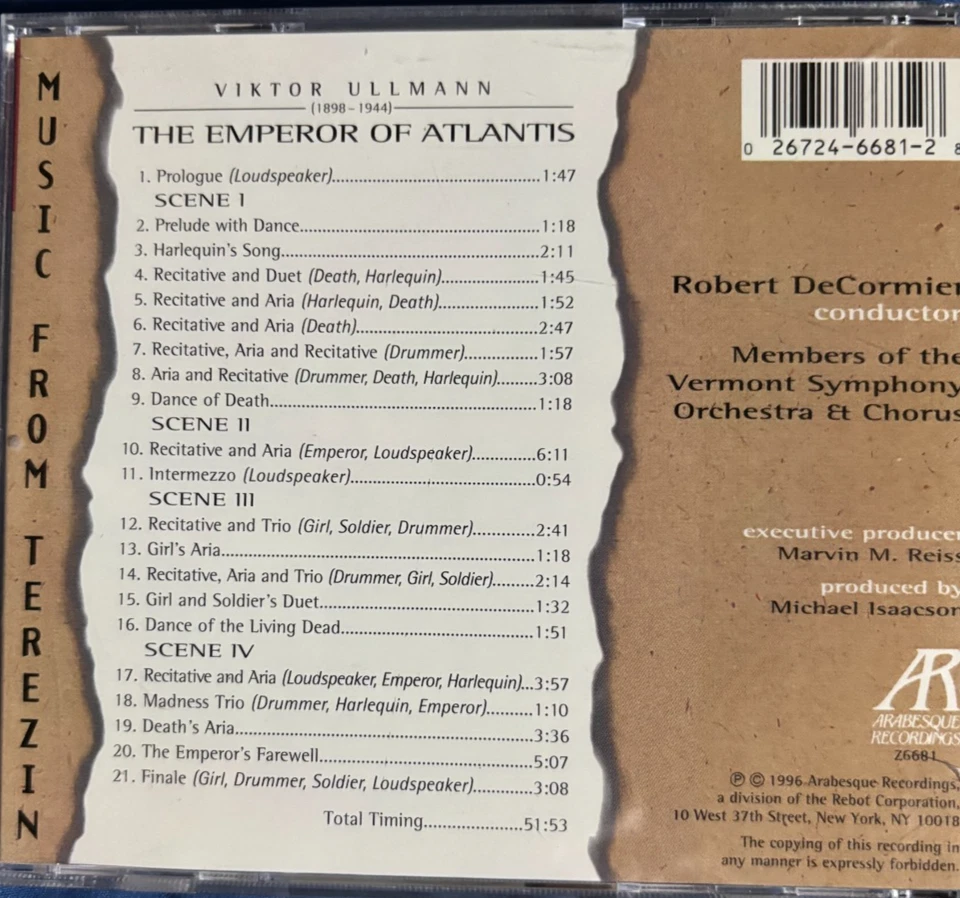 MUSIC FROM TEREZIN
VIKTOR ULLMANN
(1898-1944)
THE EMPEROR OF ATLANTIS
1. Prologue (Loudspeaker)..........1:47
SCENE I
2. Prelude with Dance..........1:18
3. Harlequin's Song..........2:11
4. Recitative and Duet (Death, Harlequin)..........1:45
5. Recitative and Aria (Harlequin, Death)..........1:52
6. Recitative and Aria (Death)..........2:47
7. Recitative, Aria and Recitative (Drummer)..........1:57
8. Aria and Recitative (Drummer, Death, Harlequin)........3:08
9. Dance of Death..........1:18
SCENE II
10. Recitative and Aria (Emperor, Loudspeaker)..........6:11
11. Intermezzo (Loudspeaker)..........0:54
SCENE III
12. Recitative and Trio (Girl, Soldier, Drummer)..........2:41
13. Girl's Aria..........1:18
14. Recitative, Aria and Trio (Drummer, Girl, Soldier)........2:14
15. Girl and Soldier's Duet..........1:32
16. Dance of the Living Dead..........1:51
SCENE IV
17. Recitative and Aria (Loudspeaker, Emperor, Harlequin)...3:57
18. Madness Trio (Drummer, Harlequin, Emperor)..........1:10
19. Death's Aria..........3:36
20. The Emperor's Farewell..........5:07
21. Finale (Girl, Drummer, Soldier, Loudspeaker)..........3:08
Total Timing..........51:53
0 26724-6681-2 8
Robert DeCormier
conductor
Members of the
Vermont Symphony
Orchestra & Chorus
executive producer
Marvin M. Reiss
produced by
Michael Isaacson
AR
ARABESQUE
RECORDINGS
Z6681
℗ © 1996 Arabesque Recordings,
a division of the Rebot Corporation,
10 West 37th Street, New York, NY 10018
The copying of this recording in
any manner is expressly forbidden.